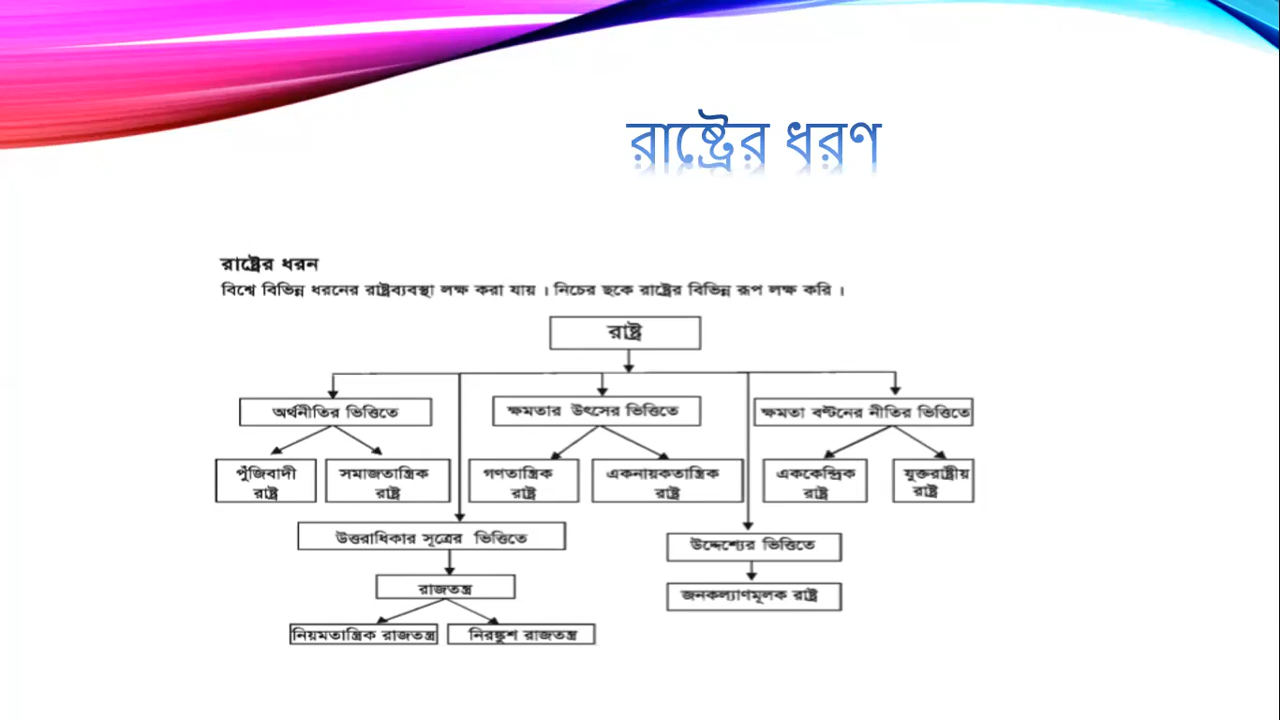 রাষ্ট্রের ধরণ
রাষ্ট্রের ধরন
বিশ্বে বিভিন্ন ধরনের রাষ্ট্রব্যবস্থা লক্ষ করা যায় । নিচের ছকে রাষ্ট্রের বিভিন্ন রূপ লক্ষ করি ।
রাষ্ট্র
অর্থনীতির ভিত্তিতে
ক্ষমতার উৎসের ভিত্তিতে
ক্ষমতা বণ্টনের নীতির ভিত্তিতে
পুঁজিবাদী
রাষ্ট্র
সমাজতান্ত্রিক
রাষ্ট্র
গণতান্ত্রিক
রাষ্ট্র
একনায়কতান্ত্রিক
রাষ্ট্র
এককেন্দ্রিক
রাষ্ট্র
যুক্তরাষ্ট্রীয়
রাষ্ট্র
উত্তরাধিকার সূত্রের ভিত্তিতে
উদ্দেশ্যের ভিত্তিতে
রাজতন্ত্র
জনকল্যাণমূলক রাষ্ট্র
নিয়মতান্ত্রিক রাজতন্ত্র
নিরঙ্কুশ রাজতন্ত্র